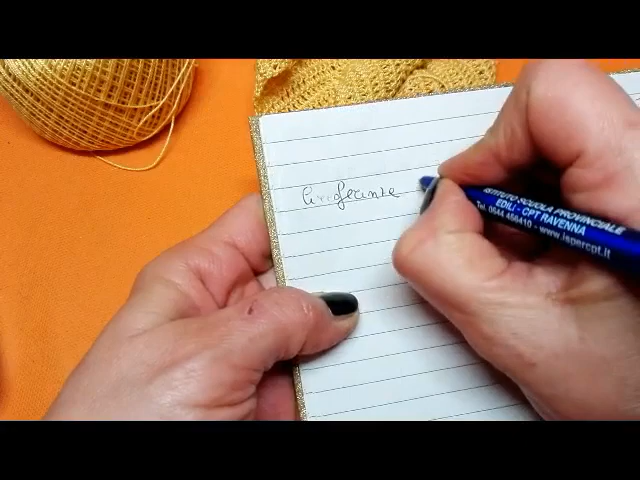 ISTITUTO SCUOLA PROVINCIALE
EDILI - CPT RAVENNA
Tel. 0544 456410 - www.ispercpt.it